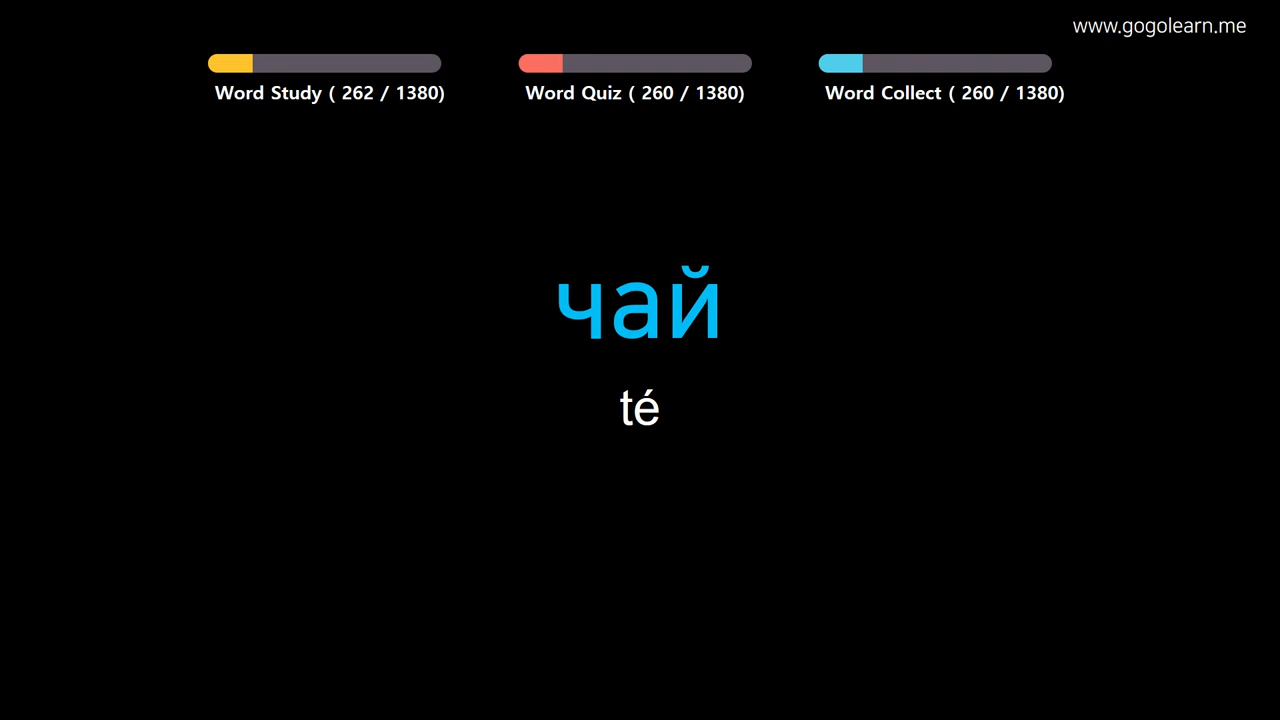 www.gogolearn.me
Word Study ( 262 / 1380)
Word Quiz ( 260 / 1380)
Word Collect ( 260 / 1380)
чай
té